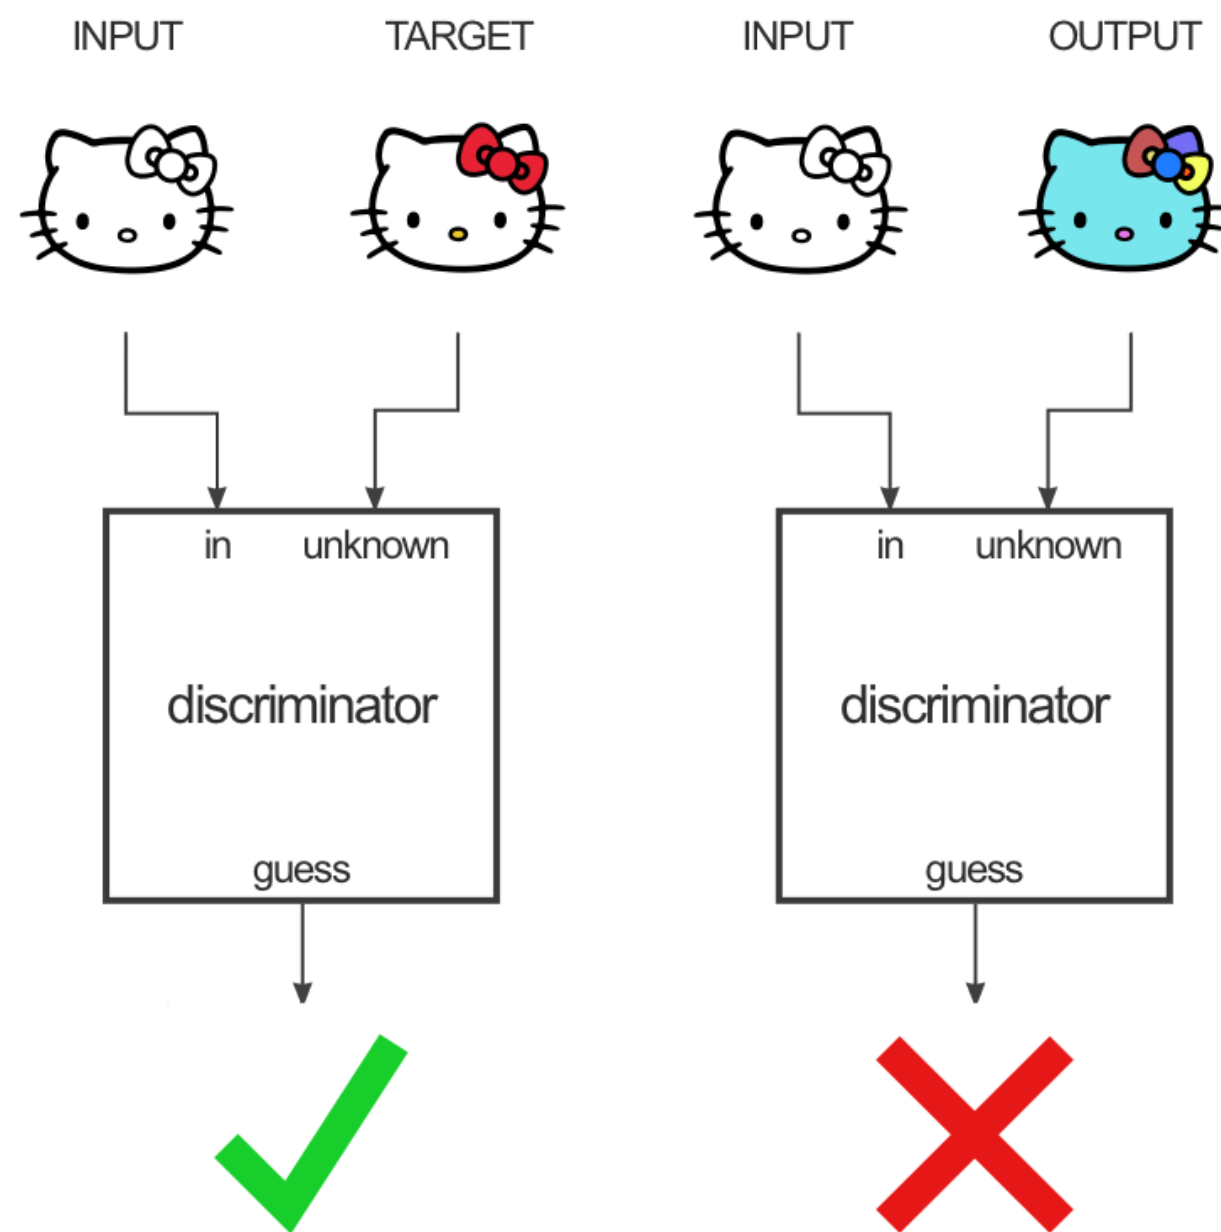 INPUT TARGET INPUT OUTPUT
in unknown in unknown
discriminator discriminator
guess guess